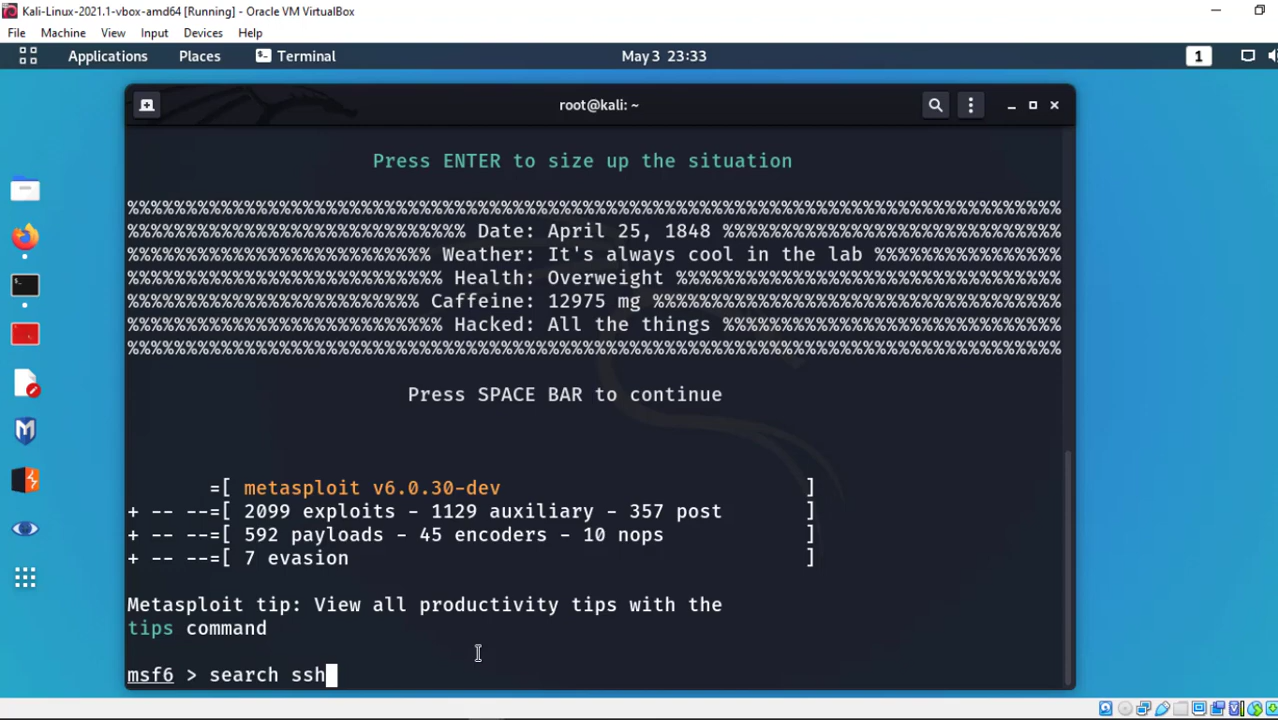 Kali-Linux-2021.1-vbox-amd64 [Running] - Oracle VM VirtualBox
File Machine View Input Devices Help
Applications Places Terminal May 3 23:33 1
root@kali: ~
Press ENTER to size up the situation
%%%%%%%%%%%%%%%%%%%%%%%%%%%%%%%%%%%%%%%%%%%%%%%%%%%%%%%%%%%%%%%%%%%%%%%%%%%%%%%%%%
%%%%%%%%%%%%%%%%%%%%%%%%%%%%% Date: April 25, 1848 %%%%%%%%%%%%%%%%%%%%%%%%%%%%%
%%%%%%%%%%%%%%%%%%%%%%%%%% Weather: It's always cool in the lab %%%%%%%%%%%%%%%%
%%%%%%%%%%%%%%%%%%%%%%%%%%% Health: Overweight %%%%%%%%%%%%%%%%%%%%%%%%%%%%%%%%%
%%%%%%%%%%%%%%%%%%%%%%%%% Caffeine: 12975 mg %%%%%%%%%%%%%%%%%%%%%%%%%%%%%%%%%%%
%%%%%%%%%%%%%%%%%%%%%%%%%%% Hacked: All the things %%%%%%%%%%%%%%%%%%%%%%%%%%%%%
%%%%%%%%%%%%%%%%%%%%%%%%%%%%%%%%%%%%%%%%%%%%%%%%%%%%%%%%%%%%%%%%%%%%%%%%%%%%%%%%%%
Press SPACE BAR to continue
=[ metasploit v6.0.30-dev ]
+ -- --=[ 2099 exploits - 1129 auxiliary - 357 post ]
+ -- --=[ 592 payloads - 45 encoders - 10 nops ]
+ -- --=[ 7 evasion ]
Metasploit tip: View all productivity tips with the
tips command
msf6 > search ssh